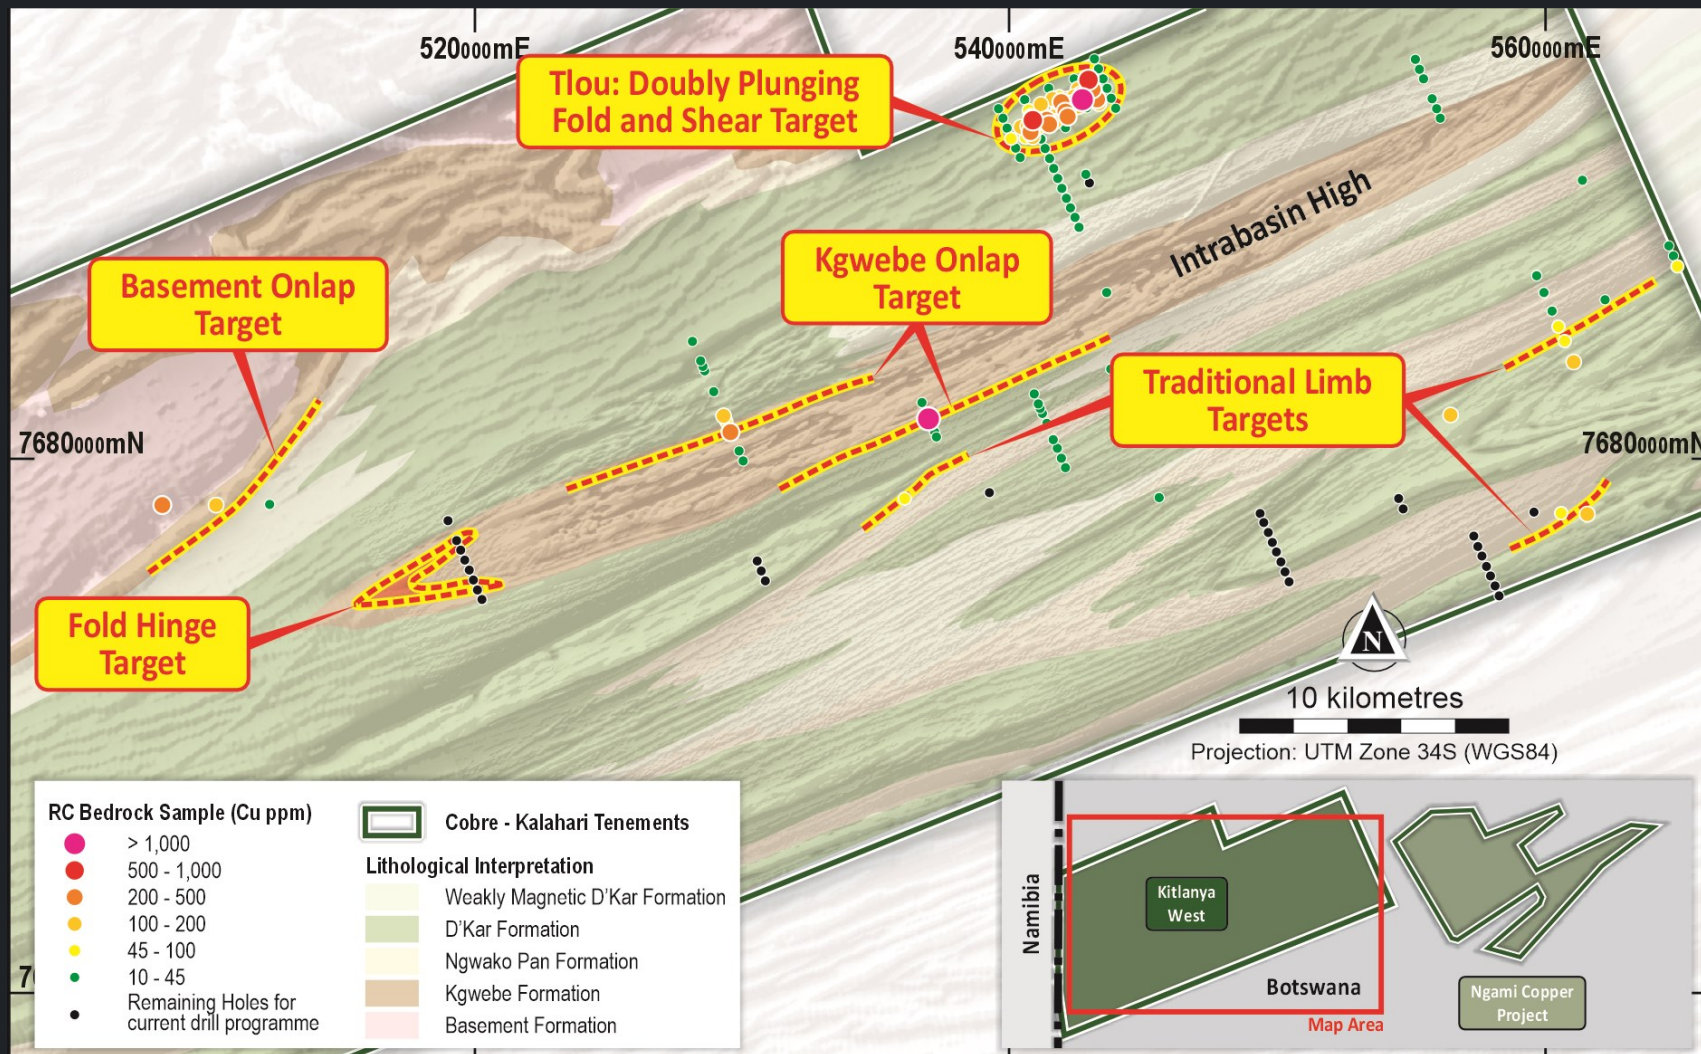 520000mE
540000mE
560000mE
Tlou: Doubly Plunging
Fold and Shear Target
Intrabasin High
Kgwebe Onlap
Target
Basement Onlap
Target
Traditional Limb
Targets
7680000mN
7680000mN
Fold Hinge
Target
N
10 kilometres
Projection: UTM Zone 34S (WGS84)
RC Bedrock Sample (Cu ppm)
> 1,000
500 - 1,000
200 - 500
100 - 200
45 - 100
10 - 45
Remaining Holes for
current drill programme
Cobre - Kalahari Tenements
Lithological Interpretation
Weakly Magnetic D'Kar Formation
D'Kar Formation
Ngwako Pan Formation
Kgwebe Formation
Basement Formation
Namibia
Kitlanya
West
Botswana
Map Area
Ngami Copper
Project